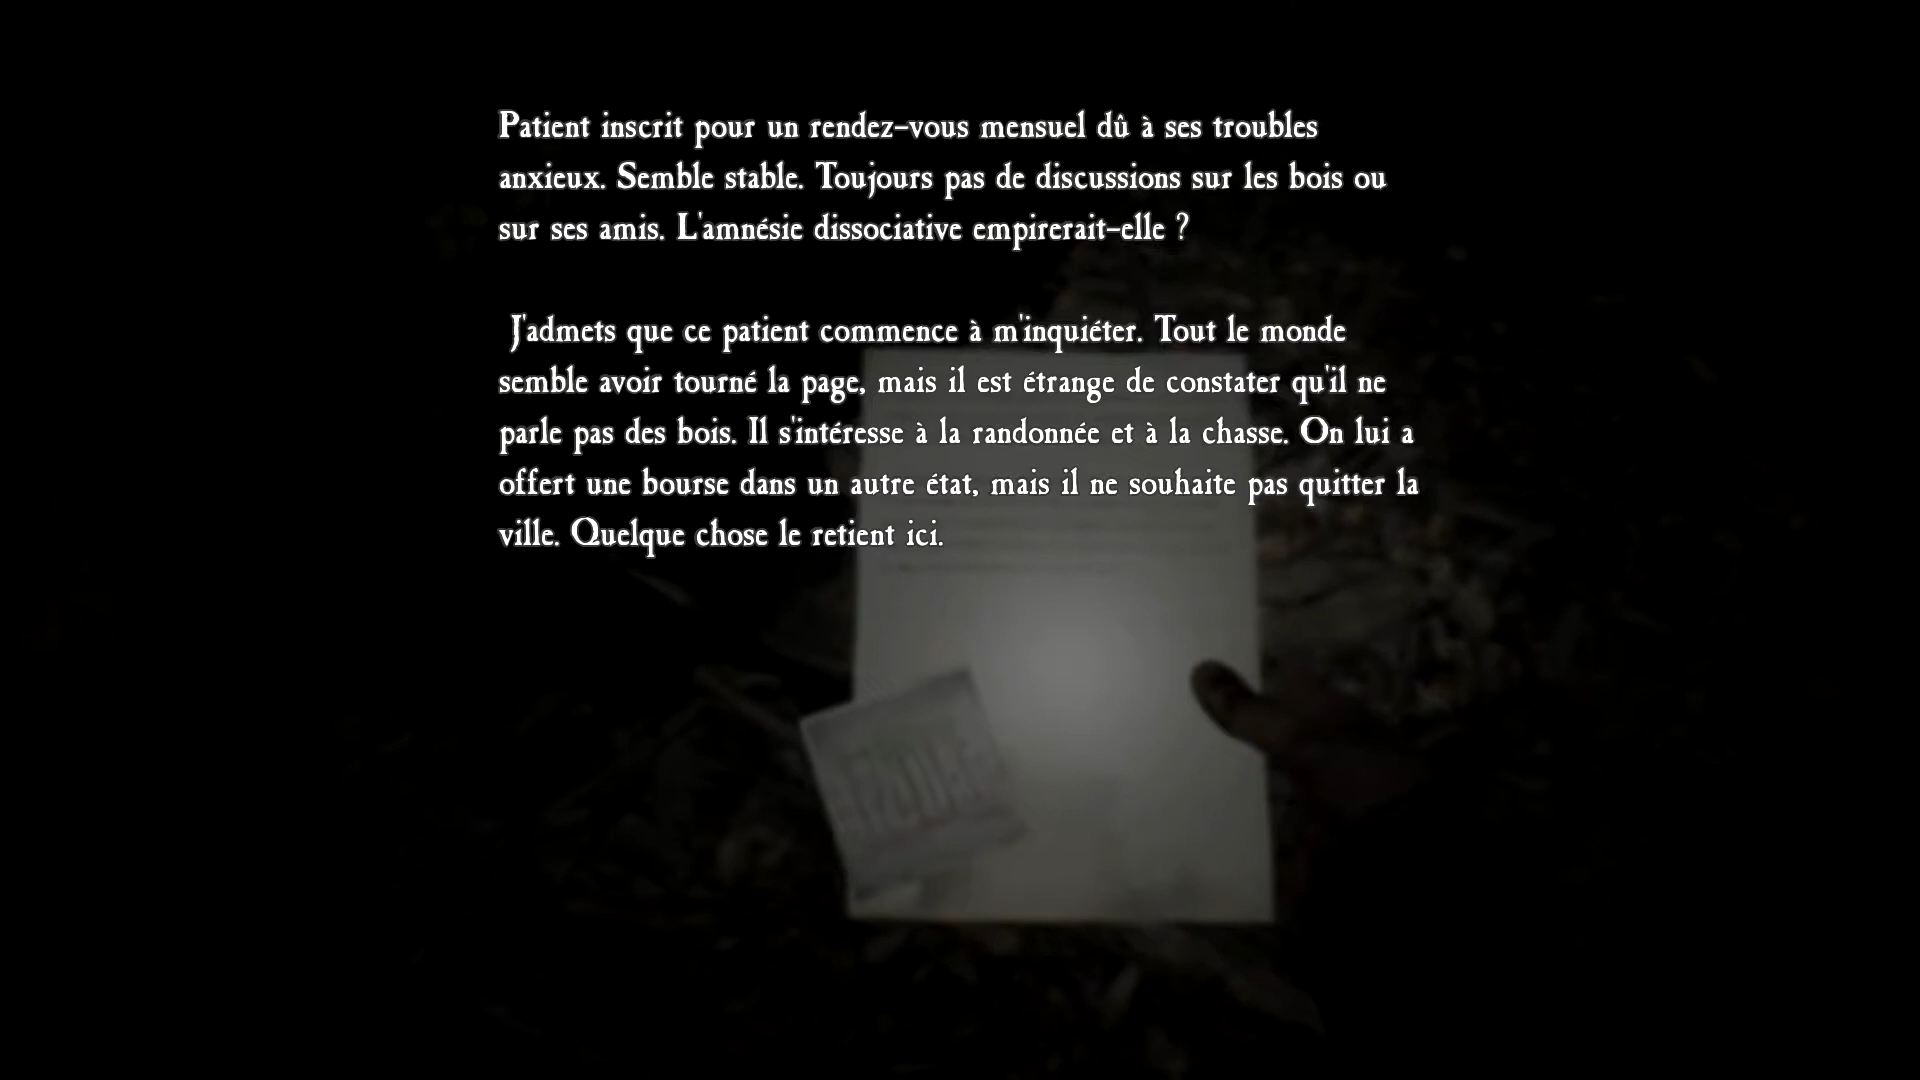 Patient inscrit pour un rendez-vous mensuel dû à ses troubles
anxieux. Semble stable. Toujours pas de discussions sur les bois ou
sur ses amis. L'amnésie dissociative empirerait-elle ?
J'admets que ce patient commence à m'inquiéter. Tout le monde
semble avoir tourné la page, mais il est étrange de constater qu'il ne
parle pas des bois. Il s'intéresse à la randonnée et à la chasse. On lui a
offert une bourse dans un autre état, mais il ne souhaite pas quitter la
ville. Quelque chose le retient ici.